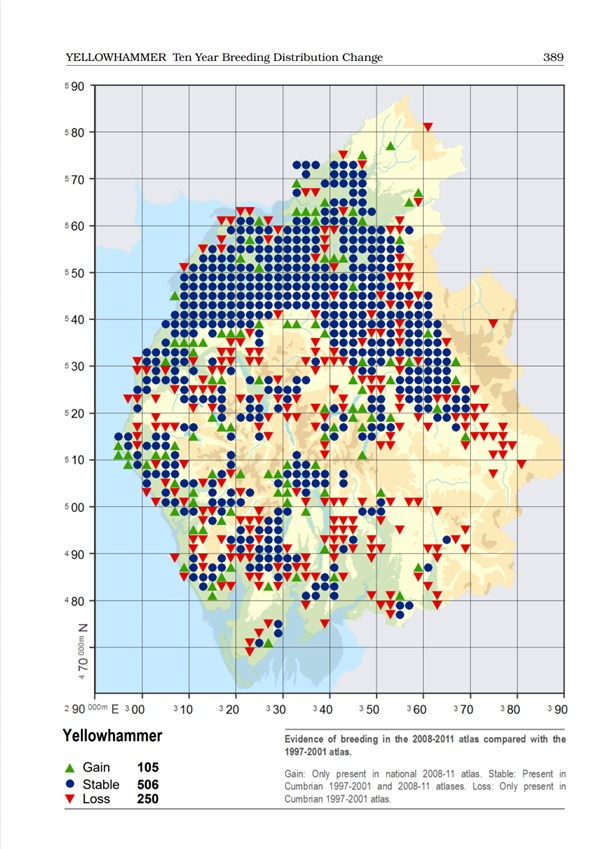 YELLOWHAMMER Ten Year Breeding Distribution Change 389
5 90
5 80
5 70
5 60
5 50
5 40
5 30
5 20
5 10
5 00
4 90
4 80
4 70 000m N
2 90 000m E 3 00 3 10 3 20 3 30 3 40 3 50 3 60 3 70 3 80 3 90
Yellowhammer
Gain 105
Stable 506
Loss 250
Evidence of breeding in the 2008-2011 atlas compared with the
1997-2001 atlas.
Gain: Only present in national 2008-11 atlas. Stable: Present in
Cumbrian 1997-2001 and 2008-11 atlases. Loss: Only present in
Cumbrian 1997-2001 atlas.